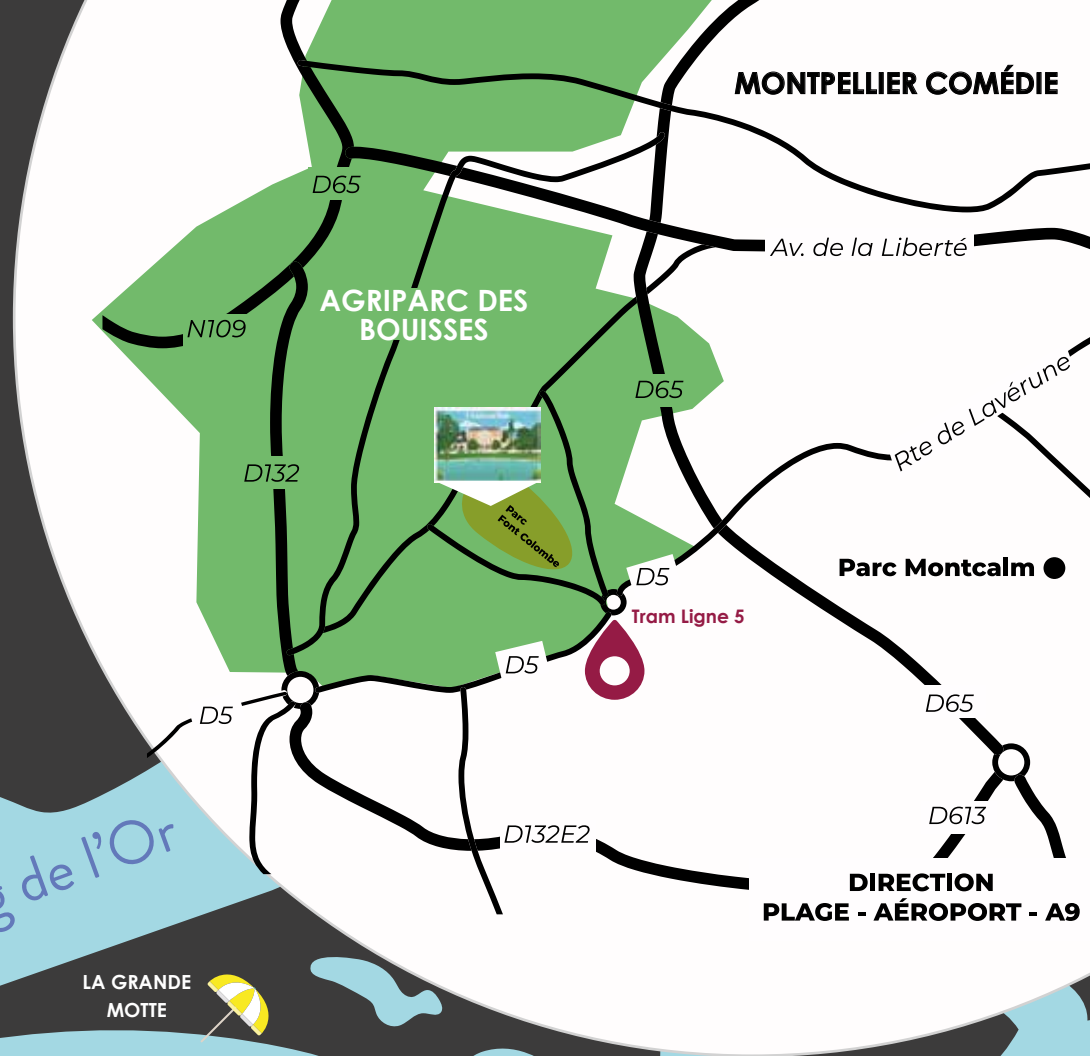 MONTPELLIER COMÉDIE
D65
Av. de la Liberté
AGRIPARC DES
BOUISSES
N109
D65
Rte de Lavérune
D132
Parc
Font Colombe
D5
Parc Montcalm
Tram Ligne 5
D5
D65
D5
D613
D132E2
de l'Or
DIRECTION
PLAGE - AÉROPORT - A9
LA GRANDE
MOTTE